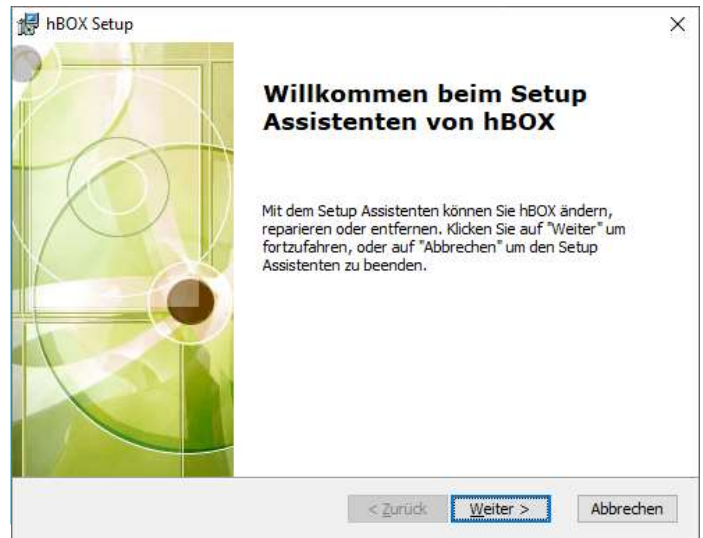 hBOX Setup
Willkommen beim Setup
Assistenten von hBOX
Mit dem Setup Assistenten können Sie hBOX ändern,
reparieren oder entfernen. Klicken Sie auf "Weiter" um
fortzufahren, oder auf "Abbrechen" um den Setup
Assistenten zu beenden.
< Zurück Weiter > Abbrechen